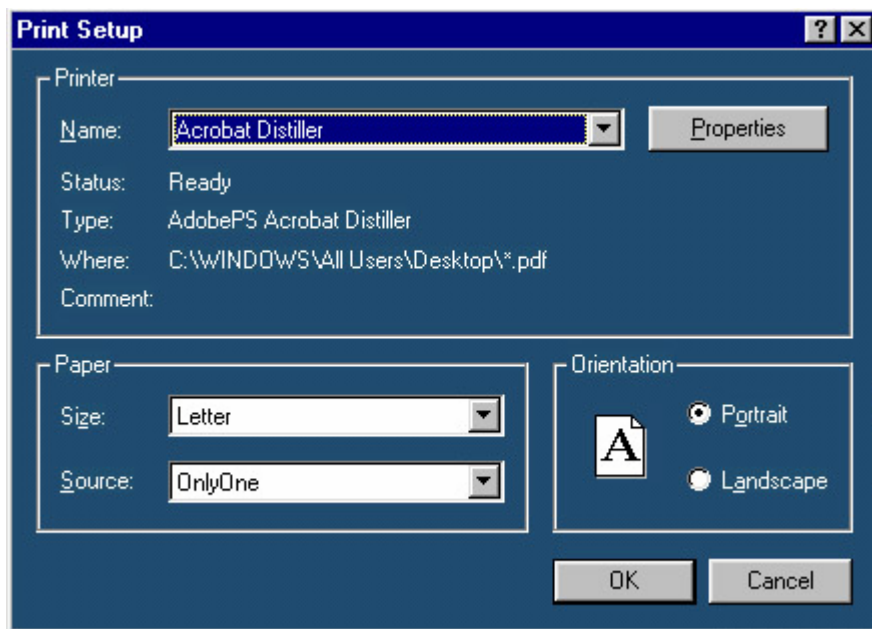 Print Setup
Printer
Name: Acrobat Distiller Properties
Status: Ready
Type: AdobePS Acrobat Distiller
Where: C:\WINDOWS\All Users\Desktop\*.pdf
Comment:
Paper
Size: Letter
Source: OnlyOne
Orientation
A
Portrait
Landscape
OK Cancel